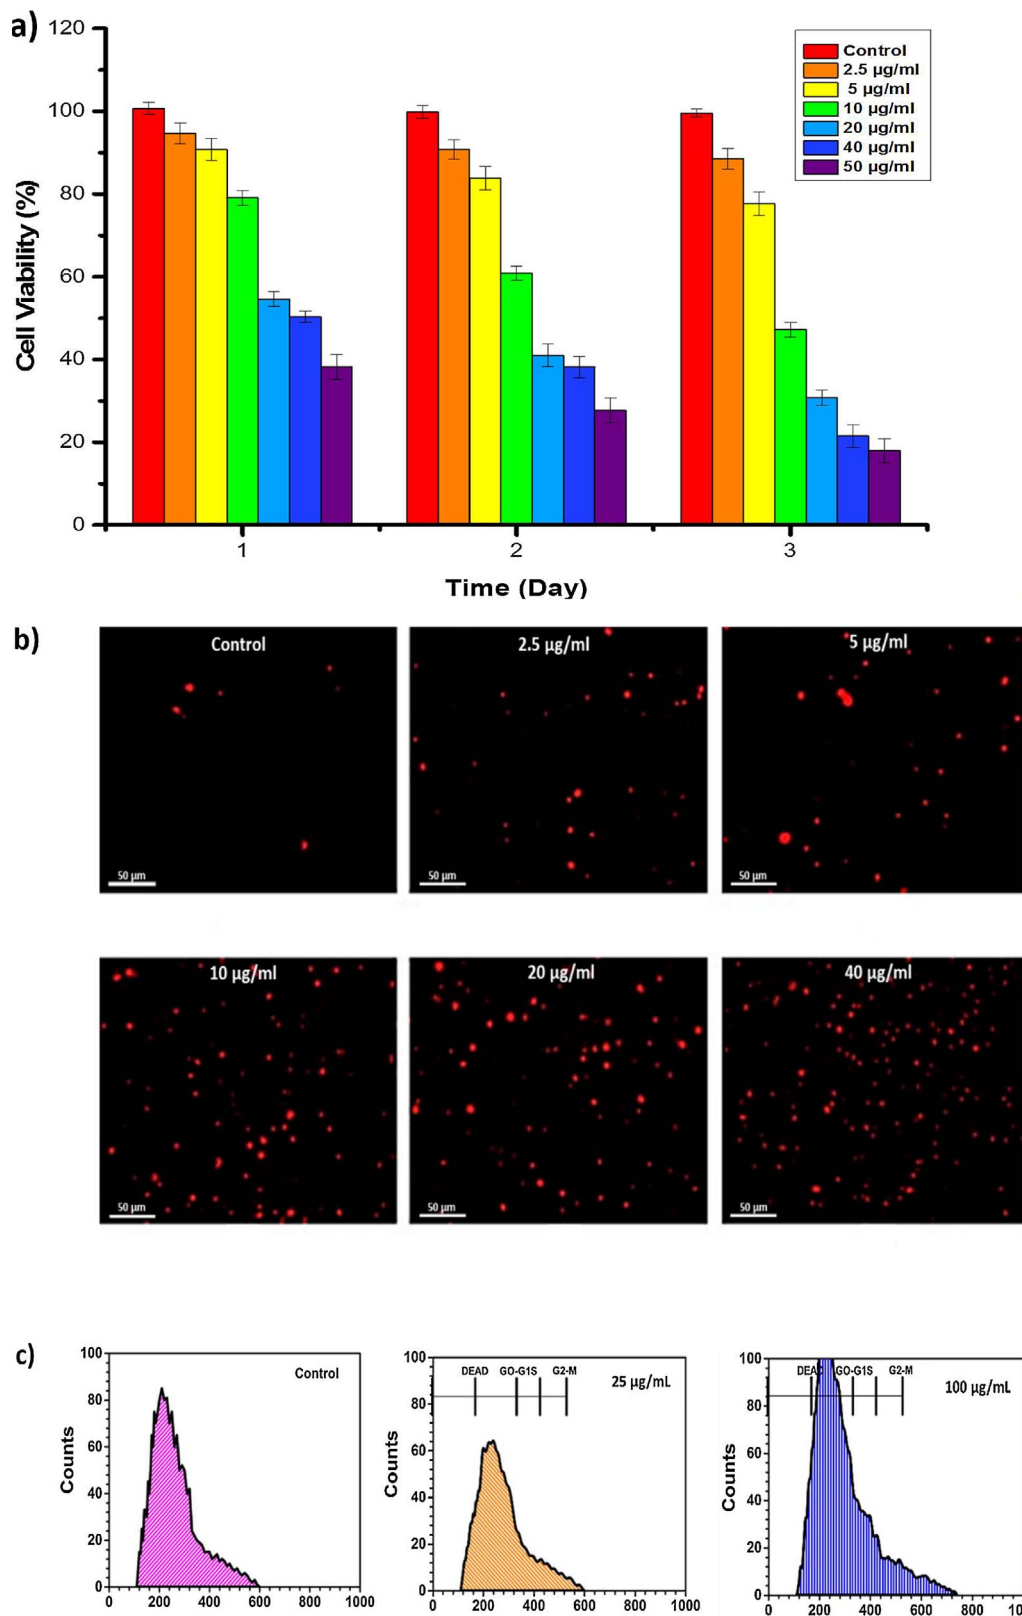 a)
120
100
80
60
40
20
0
Cell Viability (%)
Control
2.5 µg/ml
5 µg/ml
10 µg/ml
20 µg/ml
40 µg/ml
50 µg/ml
1 2 3
Time (Day)
b)
Control 2.5 µg/ml 5 µg/ml
50 µm 50 µm 50 µm
10 µg/ml 20 µg/ml 40 µg/ml
50 µm 50 µm 50 µm
c)
100
80
60
40
20
0
Counts
Control
0 200 400 600 800 1000
100
80
60
40
20
0
Counts
DEAD GO-G1S G2-M
25 µg/mL
0 200 400 600 800 1000
100
80
60
40
20
0
Counts
DEAD GO-G1S G2-M
100 µg/mL
0 200 400 600 800